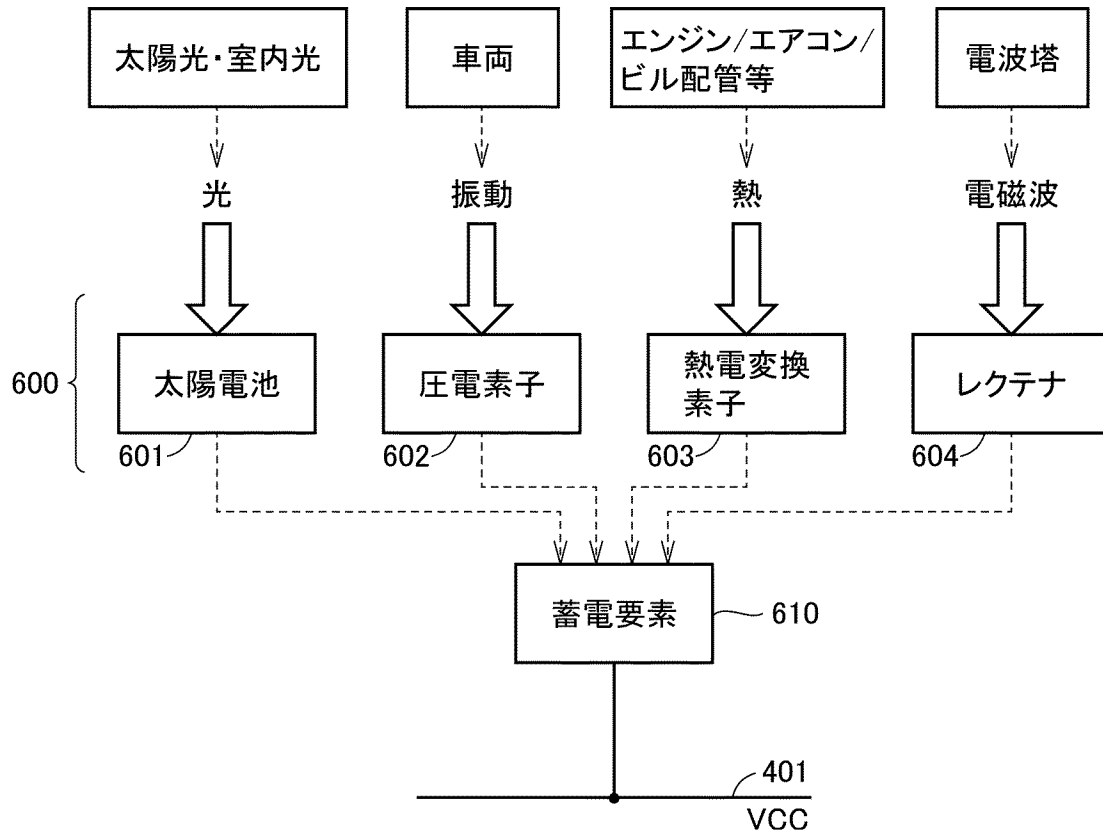 太陽光・室内光
車両
エンジン/エアコン/
ビル配管等
電波塔
光
振動
熱
電磁波
600
太陽電池
圧電素子
熱電変換
素子
レクテナ
601
602
603
604
蓄電要素
610
401
VCC